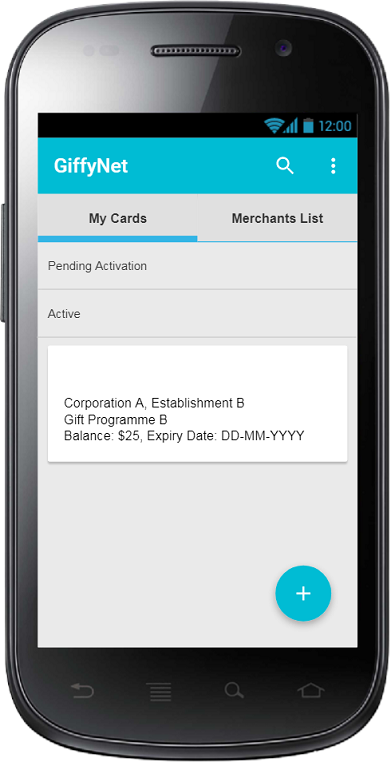 12:00
GiffyNet
My Cards
Merchants List
Pending Activation
Active
Corporation A, Establishment B
Gift Programme B
Balance: $25, Expiry Date: DD-MM-YYYY